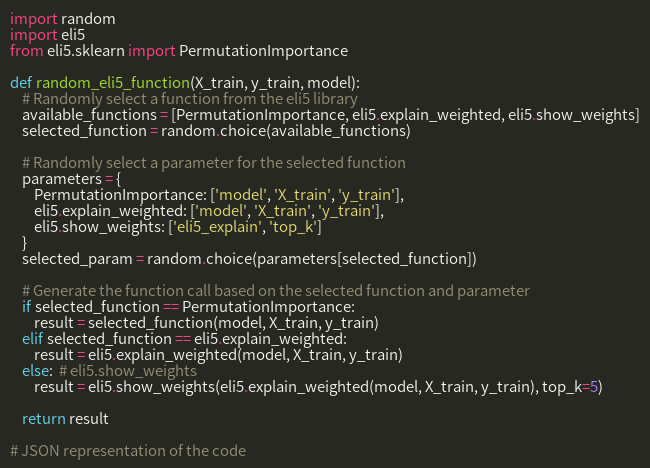 import random
import eli5
from eli5.sklearn import PermutationImportance

def random_eli5_function(X_train, y_train, model):
    # Randomly select a function from the eli5 library
    available_functions = [PermutationImportance, eli5.explain_weighted, eli5.show_weights]
    selected_function = random.choice(available_functions)

    # Randomly select a parameter for the selected function
    parameters = {
        PermutationImportance: ['model', 'X_train', 'y_train'],
        eli5.explain_weighted: ['model', 'X_train', 'y_train'],
        eli5.show_weights: ['eli5_explain', 'top_k']
    }
    selected_param = random.choice(parameters[selected_function])

    # Generate the function call based on the selected function and parameter
    if selected_function == PermutationImportance:
        result = selected_function(model, X_train, y_train)
    elif selected_function == eli5.explain_weighted:
        result = eli5.explain_weighted(model, X_train, y_train)
    else:  # eli5.show_weights
        result = eli5.show_weights(eli5.explain_weighted(model, X_train, y_train), top_k=5)

    return result

# JSON representation of the code